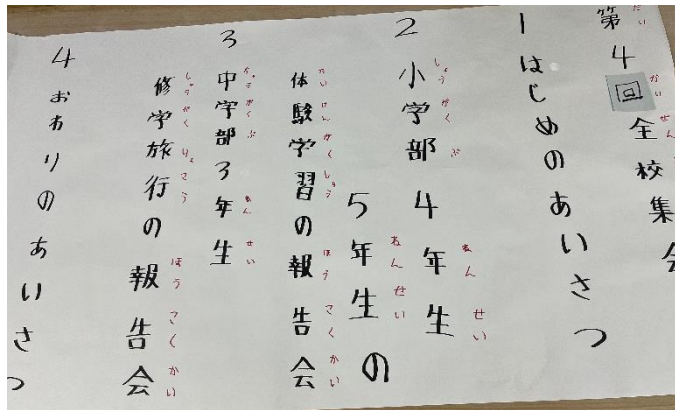 第4回全校集会
1 はじめのあいさつ
2 小学部 4年生
5年生の
体験学習の報告会
3 中学部3年生
修学旅行の報告会
4 おわりのあいさつ